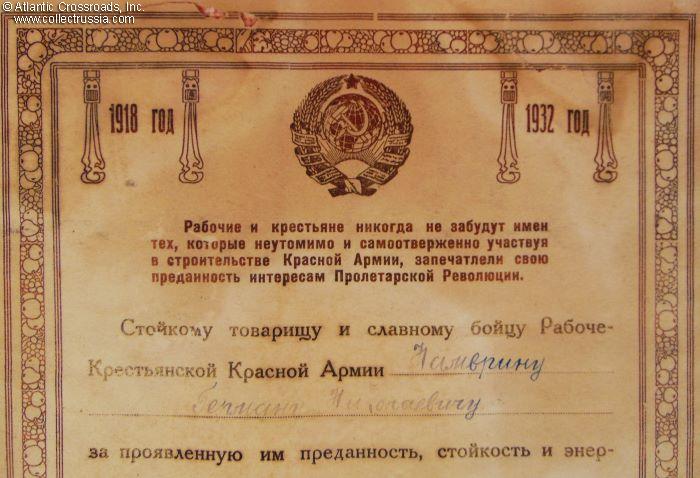 © Atlantic Crossroads, Inc.
www.collectrussia.com
1918 год
1932 год
Рабочие и крестьяне никогда не забудут имен
тех, которые неутомимо и самоотверженно участвуя
в строительстве Красной Армии, запечатлели свою
преданность интересам Пролетарской Революции.
Стойкому товарищу и славному бойцу Рабоче-
Крестьянской Красной Армии
Николаевичу
за проявленную им преданность, стойкость и энер-